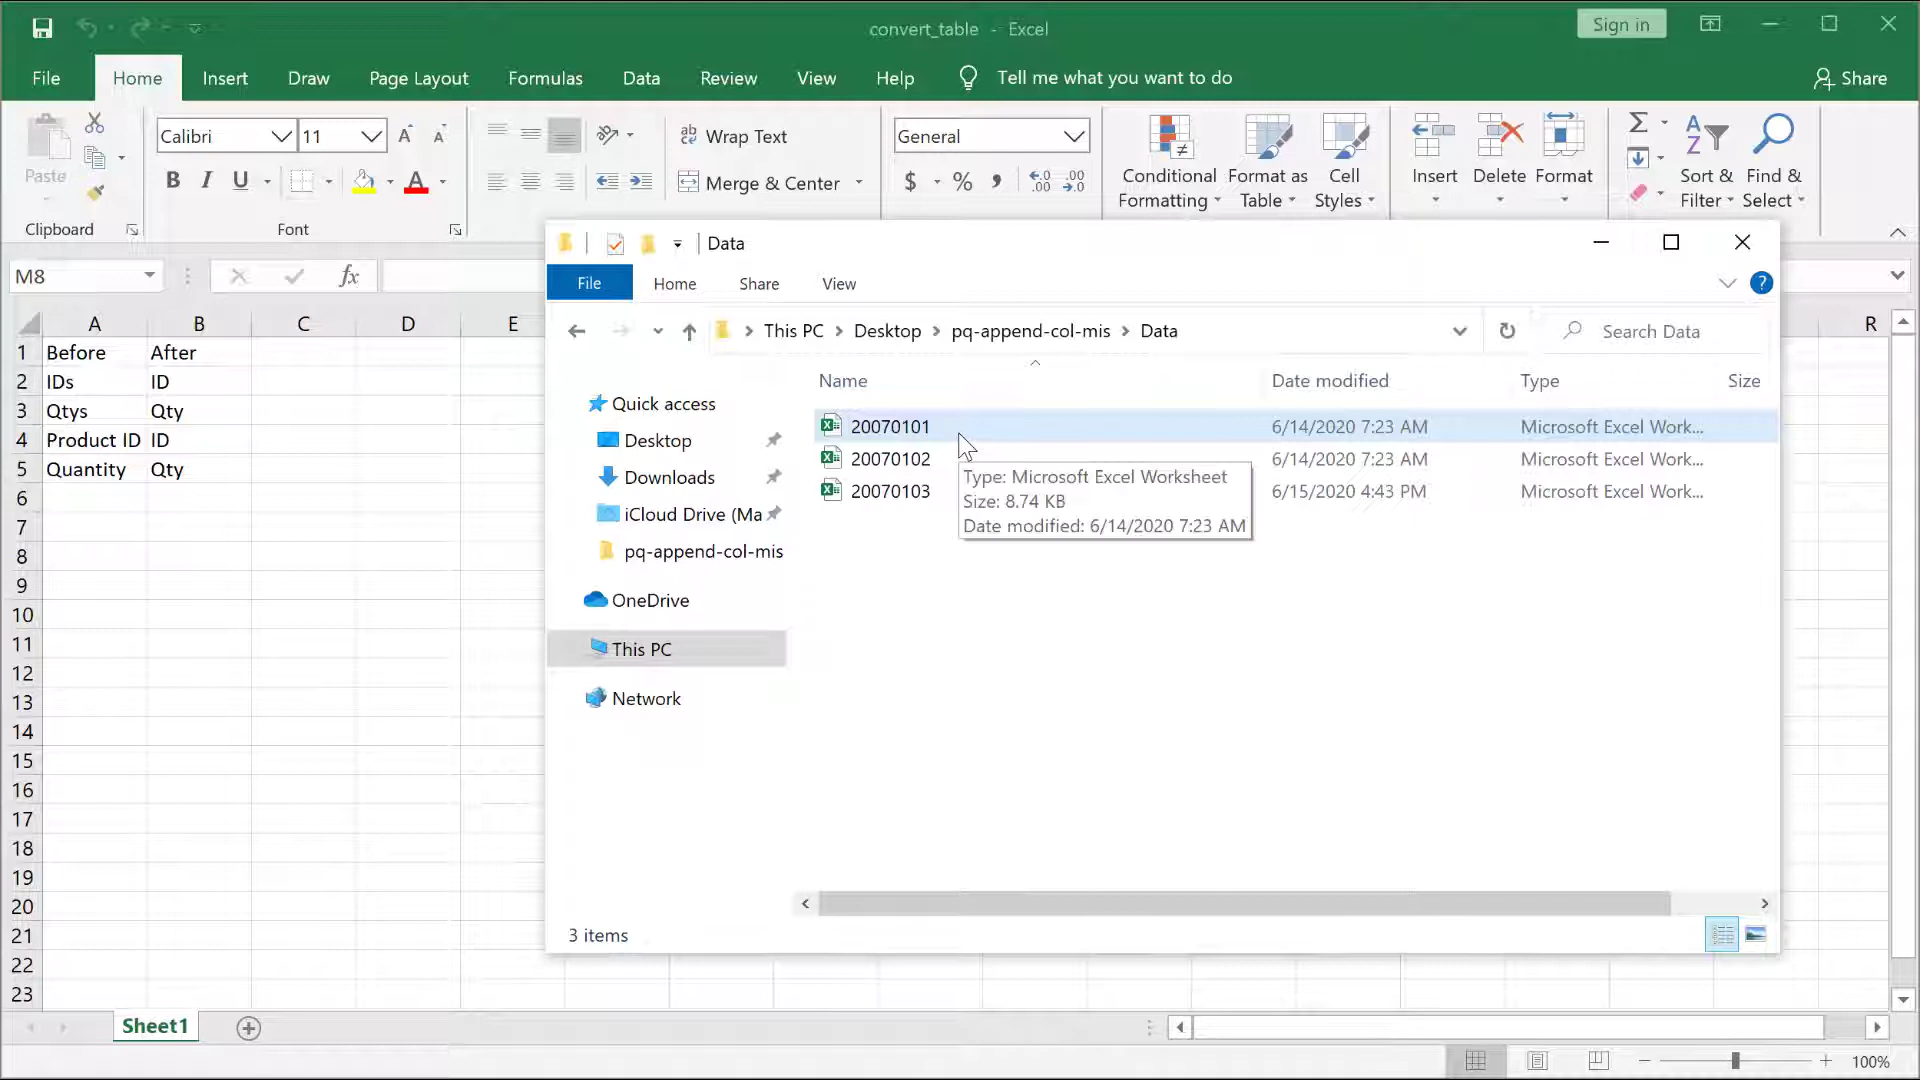 convert_table - Excel
Sign in
File Home Insert Draw Page Layout Formulas Data Review View Help Tell me what you want to do Share
Calibri 11 Wrap Text General
Paste
B I U Merge & Center $ % , .00 .00
Conditional Formatting
Format as Table
Cell Styles
Insert Delete Format
Sort & Filter
Find & Select
Clipboard Font
M8 fx
A B C D E R
1 Before After
2 IDs ID
3 Qtys Qty
4 Product ID ID
5 Quantity Qty
6
7
8
9
10
11
12
13
14
15
16
17
18
19
20
21
22
23
Data
File Home Share View
This PC > Desktop > pq-append-col-mis > Data
Search Data
Name Date modified Type Size
Quick access
Desktop
Downloads
iCloud Drive (Ma
pq-append-col-mis
OneDrive
This PC
Network
20070101 6/14/2020 7:23 AM Microsoft Excel Work...
20070102 6/14/2020 7:23 AM Microsoft Excel Work...
20070103 6/15/2020 4:43 PM Microsoft Excel Work...
Type: Microsoft Excel Worksheet
Size: 8.74 KB
Date modified: 6/14/2020 7:23 AM
3 items
Sheet1
100%